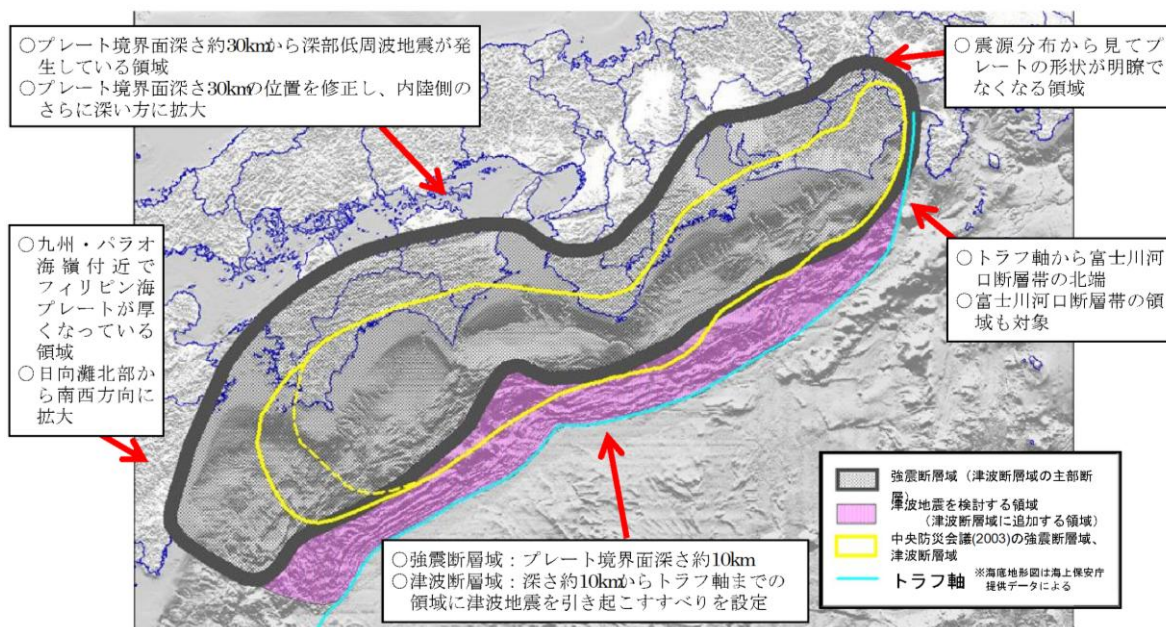 ○プレート境界面深さ約30kmから深部低周波地震が発
生している領域
○プレート境界面深さ30kmの位置を修正し、内陸側の
さらに深い方に拡大
○震源分布から見てプ
レートの形状が明瞭で
なくなる領域
○九州・パラオ
海嶺付近で
フィリピン海
プレートが厚
くなっている
領域
○日向灘北部か
ら南西方向に
拡大
○トラフ軸から富士川河
口断層帯の北端
○富士川河口断層帯の領
域も対象
○強震断層域：プレート境界面深さ約10km
○津波断層域：深さ約10kmからトラフ軸までの
領域に津波地震を引き起こすすべりを設定
強震断層域（津波断層域の主部断
層）
津波地震を検討する領域
（津波断層域に追加する領域）
中央防災会議(2003)の強震断層域、
津波断層域
トラフ軸 ※海底地形図は海上保安庁
提供データによる